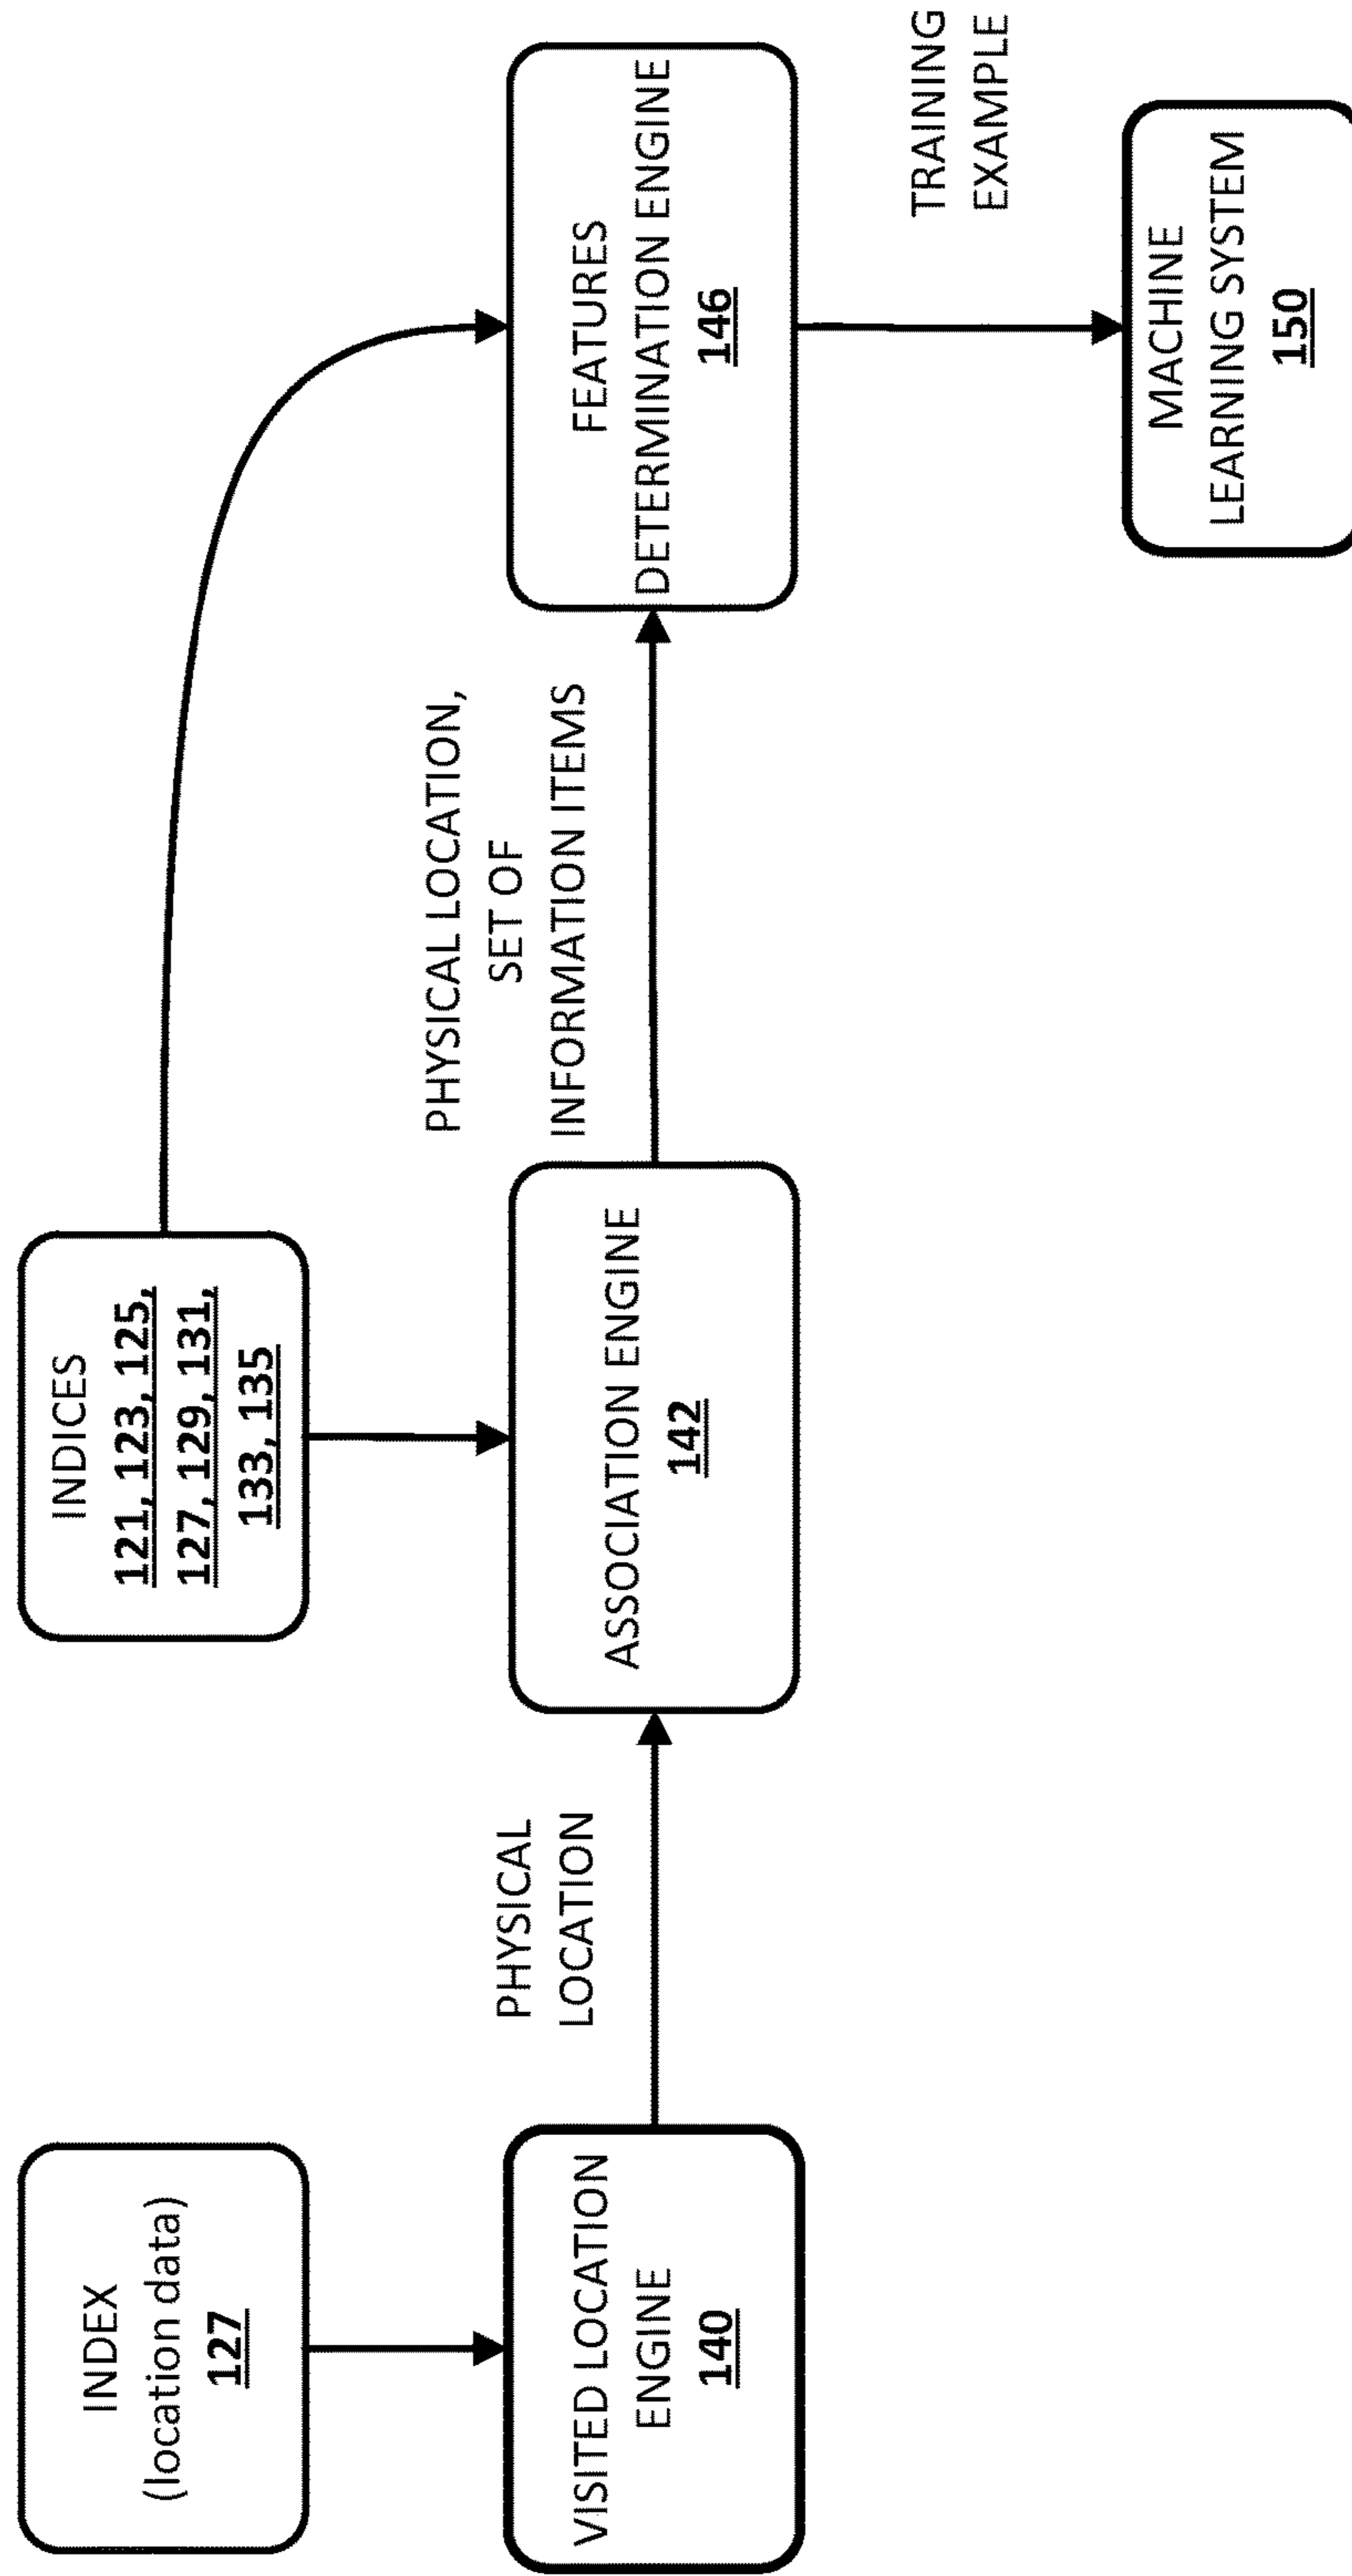 INDEX
(location data)
127
INDICES
121, 123, 125,
127, 129, 131,
133, 135
VISITED LOCATION
ENGINE
140
PHYSICAL
LOCATION
ASSOCIATION ENGINE
142
PHYSICAL LOCATION,
SET OF
INFORMATION ITEMS
FEATURES
DETERMINATION ENGINE
146
TRAINING
EXAMPLE
MACHINE
LEARNING SYSTEM
150